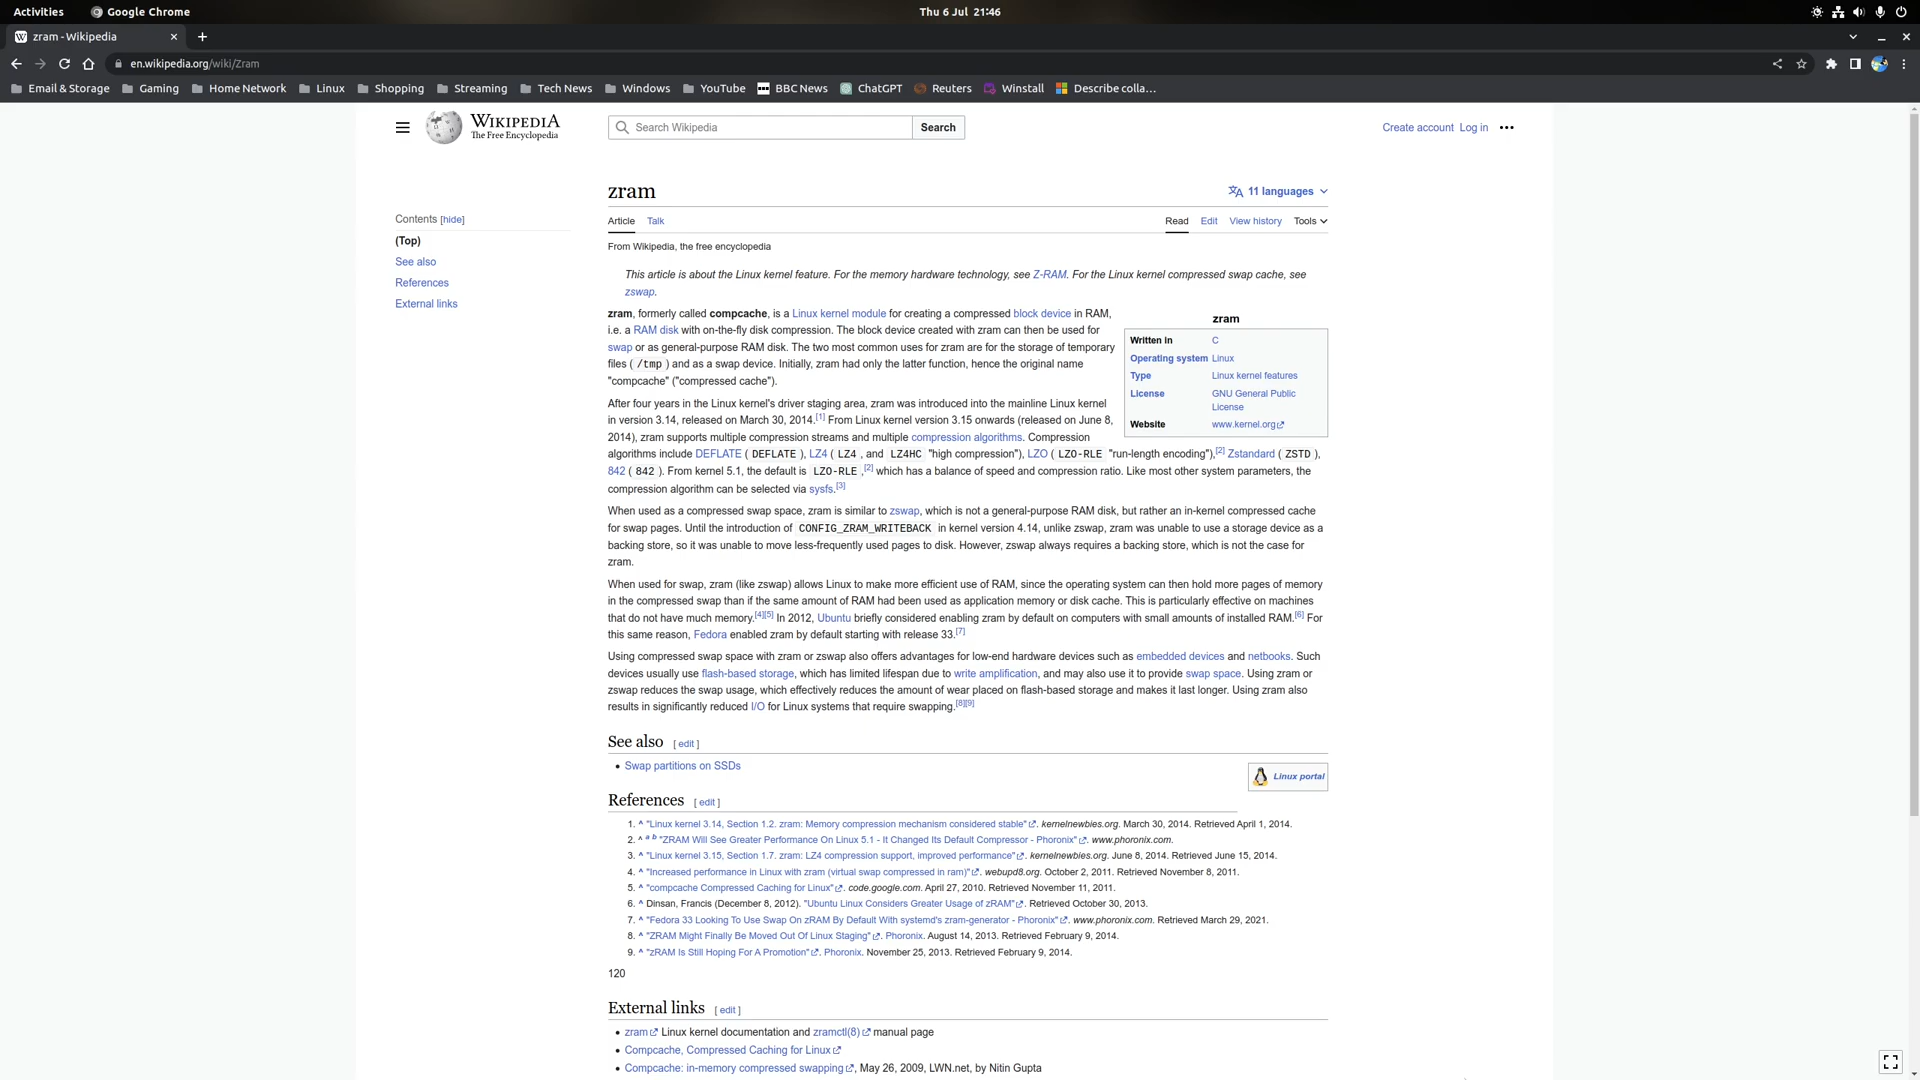 Activities Google Chrome Thu 6 Jul 21:46
zram - Wikipedia
en.wikipedia.org/wiki/Zram
Email & Storage Gaming Home Network Linux Shopping Streaming Tech News Windows YouTube BBC News ChatGPT Reuters Winstall Describe colla...
WIKIPEDIA
The Free Encyclopedia
Search Wikipedia Search
Create account Log in
zram
11 languages
Contents [hide]
(Top)
See also
References
External links
Article Talk Read Edit View history Tools
From Wikipedia, the free encyclopedia
This article is about the Linux kernel feature. For the memory hardware technology, see Z-RAM. For the Linux kernel compressed swap cache, see
zswap.
zram, formerly called compcache, is a Linux kernel module for creating a compressed block device in RAM,
i.e. a RAM disk with on-the-fly disk compression. The block device created with zram can then be used for
swap or as general-purpose RAM disk. The two most common uses for zram are for the storage of temporary
files ( /tmp ) and as a swap device. Initially, zram had only the latter function, hence the original name
"compcache" ("compressed cache").
zram
Written in C
Operating system Linux
Type Linux kernel features
License GNU General Public
License
Website www.kernel.org
After four years in the Linux kernel's driver staging area, zram was introduced into the mainline Linux kernel
in version 3.14, released on March 30, 2014.[1] From Linux kernel version 3.15 onwards (released on June 8,
2014), zram supports multiple compression streams and multiple compression algorithms. Compression
algorithms include DEFLATE ( DEFLATE ), LZ4 ( LZ4 , and LZ4HC "high compression"), LZO ( LZO-RLE "run-length encoding"),[2] Zstandard ( ZSTD ),
842 ( 842 ). From kernel 5.1, the default is LZO-RLE ,[2] which has a balance of speed and compression ratio. Like most other system parameters, the
compression algorithm can be selected via sysfs.[3]
When used as a compressed swap space, zram is similar to zswap, which is not a general-purpose RAM disk, but rather an in-kernel compressed cache
for swap pages. Until the introduction of CONFIG_ZRAM_WRITEBACK in kernel version 4.14, unlike zswap, zram was unable to use a storage device as a
backing store, so it was unable to move less-frequently used pages to disk. However, zswap always requires a backing store, which is not the case for
zram.
When used for swap, zram (like zswap) allows Linux to make more efficient use of RAM, since the operating system can then hold more pages of memory
in the compressed swap than if the same amount of RAM had been used as application memory or disk cache. This is particularly effective on machines
that do not have much memory.[4][5] In 2012, Ubuntu briefly considered enabling zram by default on computers with small amounts of installed RAM.[6] For
this same reason, Fedora enabled zram by default starting with release 33.[7]
Using compressed swap space with zram or zswap also offers advantages for low-end hardware devices such as embedded devices and netbooks. Such
devices usually use flash-based storage, which has limited lifespan due to write amplification, and may also use it to provide swap space. Using zram or
zswap reduces the swap usage, which effectively reduces the amount of wear placed on flash-based storage and makes it last longer. Using zram also
results in significantly reduced I/O for Linux systems that require swapping.[8][9]
See also [ edit ]
• Swap partitions on SSDs
Linux portal
References [ edit ]
1. ^ "Linux kernel 3.14, Section 1.2. zram: Memory compression mechanism considered stable". kernelnewbies.org. March 30, 2014. Retrieved April 1, 2014.
2. ^ a b "ZRAM Will See Greater Performance On Linux 5.1 - It Changed Its Default Compressor - Phoronix". www.phoronix.com.
3. ^ "Linux kernel 3.15, Section 1.7. zram: LZ4 compression support, improved performance". kernelnewbies.org. June 8, 2014. Retrieved June 15, 2014.
4. ^ "Increased performance in Linux with zram (virtual swap compressed in ram)". webupd8.org. October 2, 2011. Retrieved November 8, 2011.
5. ^ "compcache Compressed Caching for Linux". code.google.com. April 27, 2010. Retrieved November 11, 2011.
6. ^ Dinsan, Francis (December 8, 2012). "Ubuntu Linux Considers Greater Usage of zRAM". Retrieved October 30, 2013.
7. ^ "Fedora 33 Looking To Use Swap On zRAM By Default With systemd's zram-generator - Phoronix". www.phoronix.com. Retrieved March 29, 2021.
8. ^ "ZRAM Might Finally Be Moved Out Of Linux Staging". Phoronix. August 14, 2013. Retrieved February 9, 2014.
9. ^ "zRAM Is Still Hoping For A Promotion". Phoronix. November 25, 2013. Retrieved February 9, 2014.
120
External links [ edit ]
• zram Linux kernel documentation and zramctl(8) manual page
• Compcache, Compressed Caching for Linux
• Compcache: in-memory compressed swapping, May 26, 2009, LWN.net, by Nitin Gupta